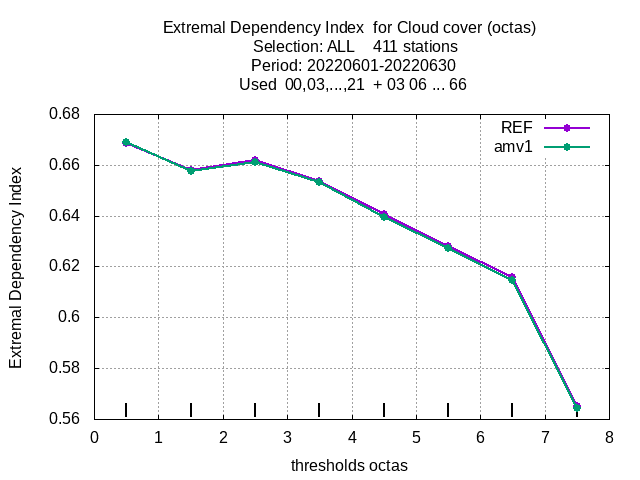 Extremal Dependency Index  for Cloud cover (octas)
Selection: ALL    411 stations
Period: 20220601-20220630
Used  00,03,...,21  + 03 06 ... 66
REF
amv1
Extremal Dependency Index
0.68
0.66
0.64
0.62
0.6
0.58
0.56
0 1 2 3 4 5 6 7 8
thresholds octas